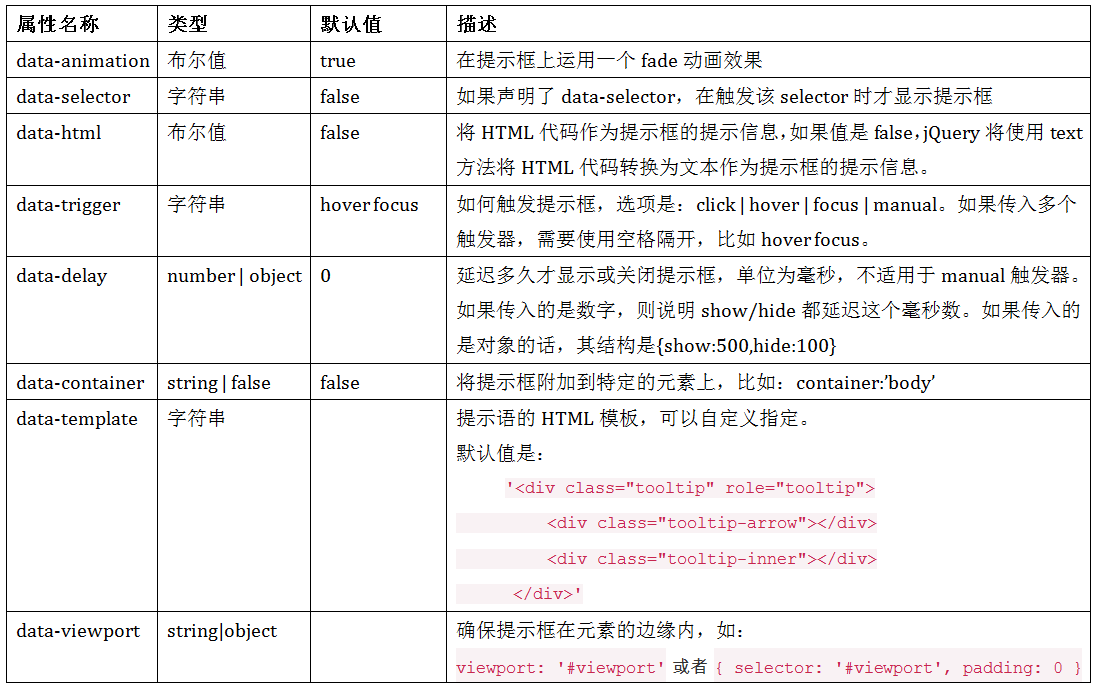 属性名称 类型 默认值 描述
data-animation 布尔值 true 在提示框上运用一个 fade 动画效果
data-selector 字符串 false 如果声明了 data-selector，在触发该 selector 时才显示提示框
data-html 布尔值 false 将 HTML 代码作为提示框的提示信息，如果值是 false，jQuery 将使用 text
方法将 HTML 代码转换为文本作为提示框的提示信息。
data-trigger 字符串 hover focus 如何触发提示框，选项是：click | hover | focus | manual。如果传入多个
触发器，需要使用空格隔开，比如 hover focus。
data-delay number | object 0 延迟多久才显示或关闭提示框，单位为毫秒，不适用于 manual 触发器。
如果传入的是数字，则说明 show/hide 都延迟这个毫秒数。如果传入的
是对象的话，其结构是{show:500,hide:100}
data-container string | false false 将提示框附加到特定的元素上，比如：container:’body’
data-template 字符串 提示语的 HTML 模板，可以自定义指定。
默认值是：
'<div class="tooltip" role="tooltip">
<div class="tooltip-arrow"></div>
<div class="tooltip-inner"></div>
</div>'
data-viewport string|object 确保提示框在元素的边缘内，如：
viewport: '#viewport' 或者 { selector: '#viewport', padding: 0 }